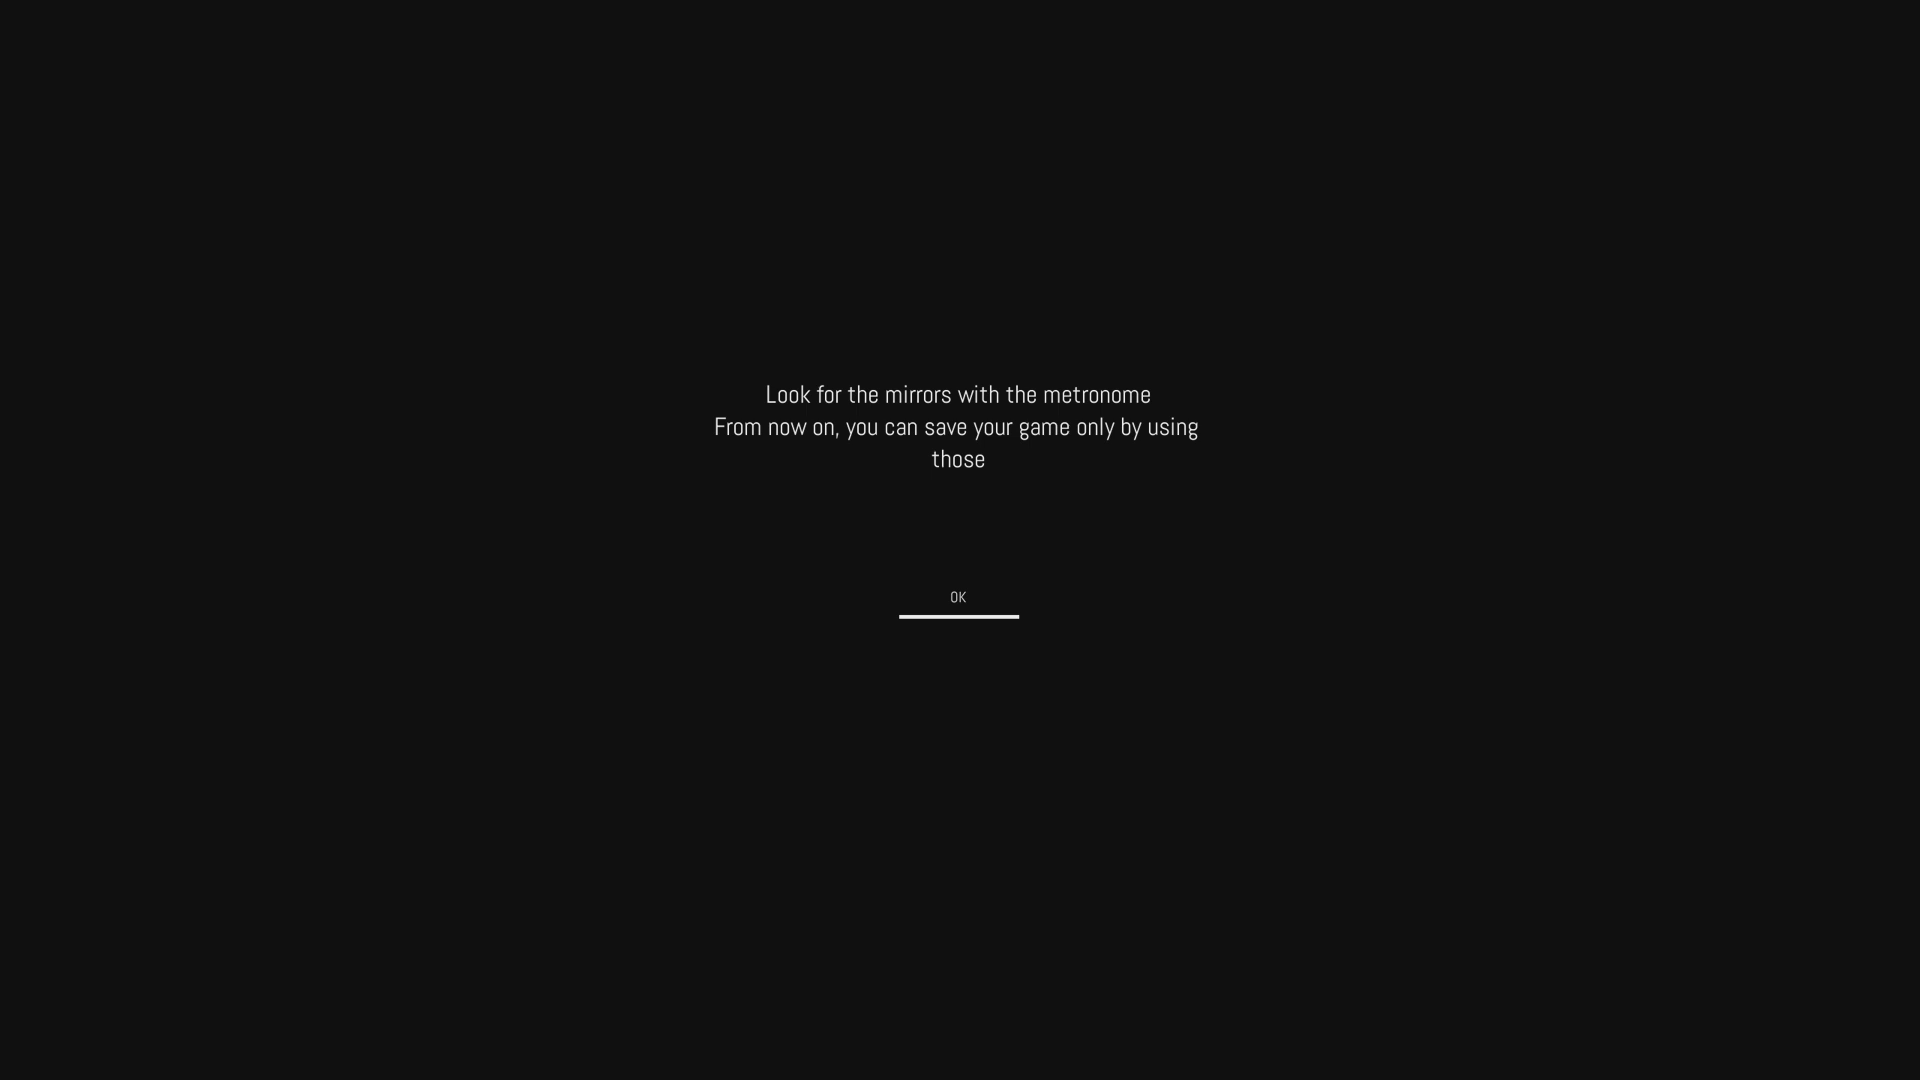 Look for the mirrors with the metronome
From now on, you can save your game only by using
those
OK